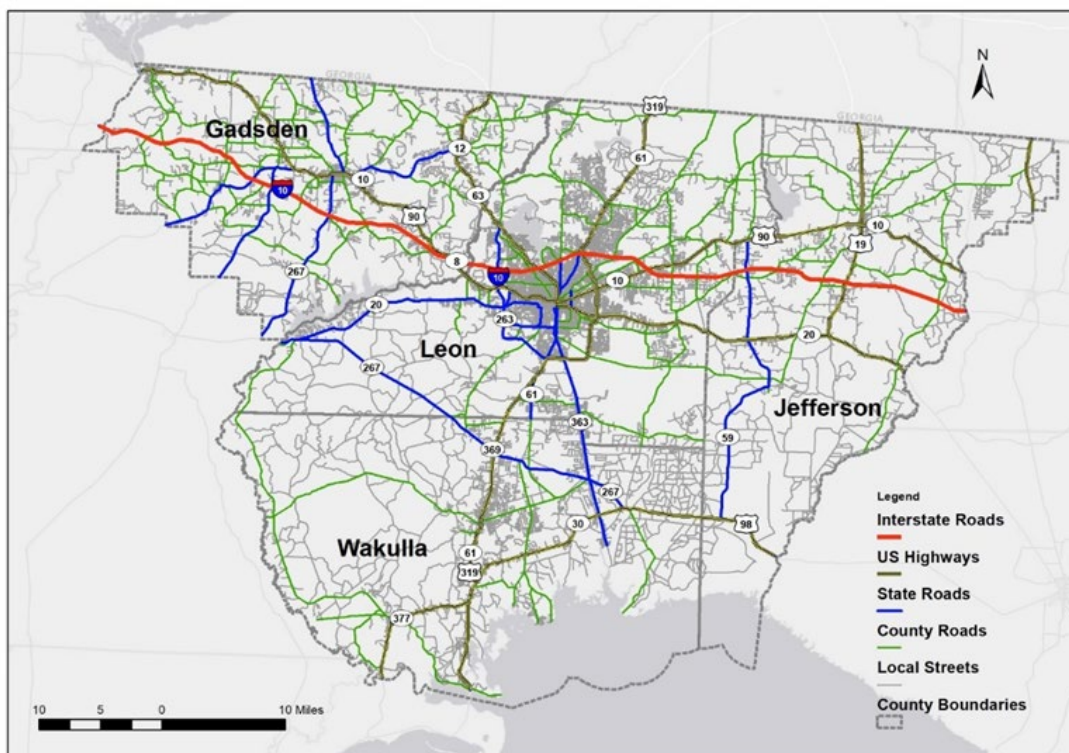 N
GEORGIA
FLORIDA
GEORGIA
FLORIDA
319
Gadsden
12
61
10
10
63
90
90
10
19
267
8
10
10
20
263
20
Leon
267
61
363
Jefferson
59
369
267
30
98
Wakulla
61
319
377
Legend
Interstate Roads
US Highways
State Roads
County Roads
Local Streets
County Boundaries
10 5 0 10 Miles